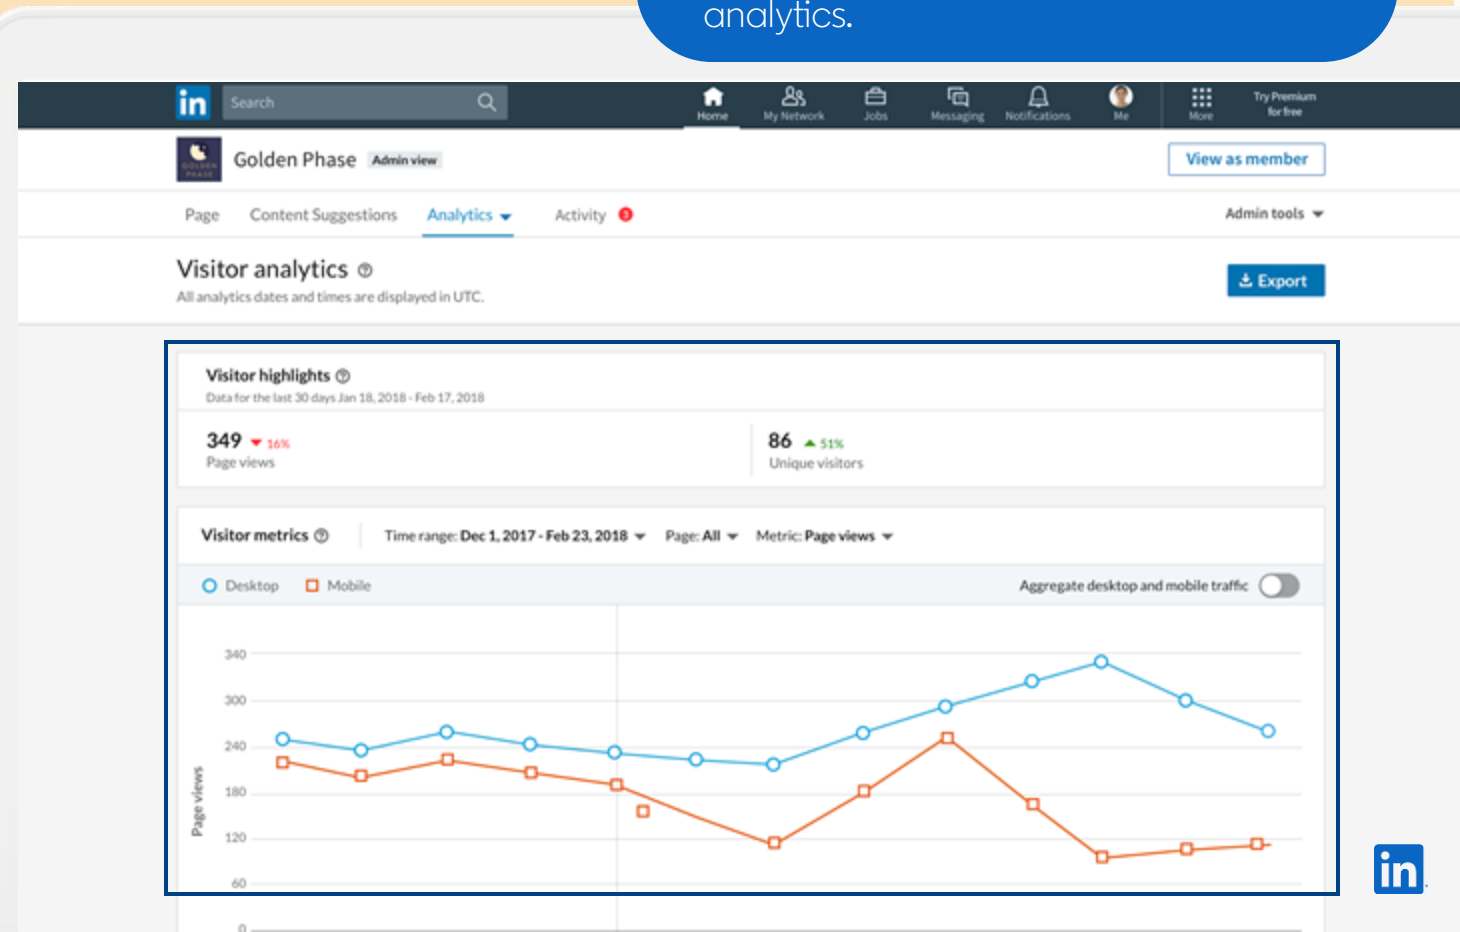 analytics.
in Search Home My Network Jobs Messaging Notifications Me More Try Premium
for free
GOLDEN
PHASE
Golden Phase Admin view View as member
Page Content Suggestions Analytics Activity 3 Admin tools
Visitor analytics ? Export
All analytics dates and times are displayed in UTC.
Visitor highlights ?
Data for the last 30 days Jan 18, 2018 - Feb 17, 2018
349 16% 86 51%
Page views Unique visitors
Visitor metrics ? Time range: Dec 1, 2017 - Feb 23, 2018 Page: All Metric: Page views
Desktop Mobile Aggregate desktop and mobile traffic
340
300
240
180
120
60
0
Page views
in